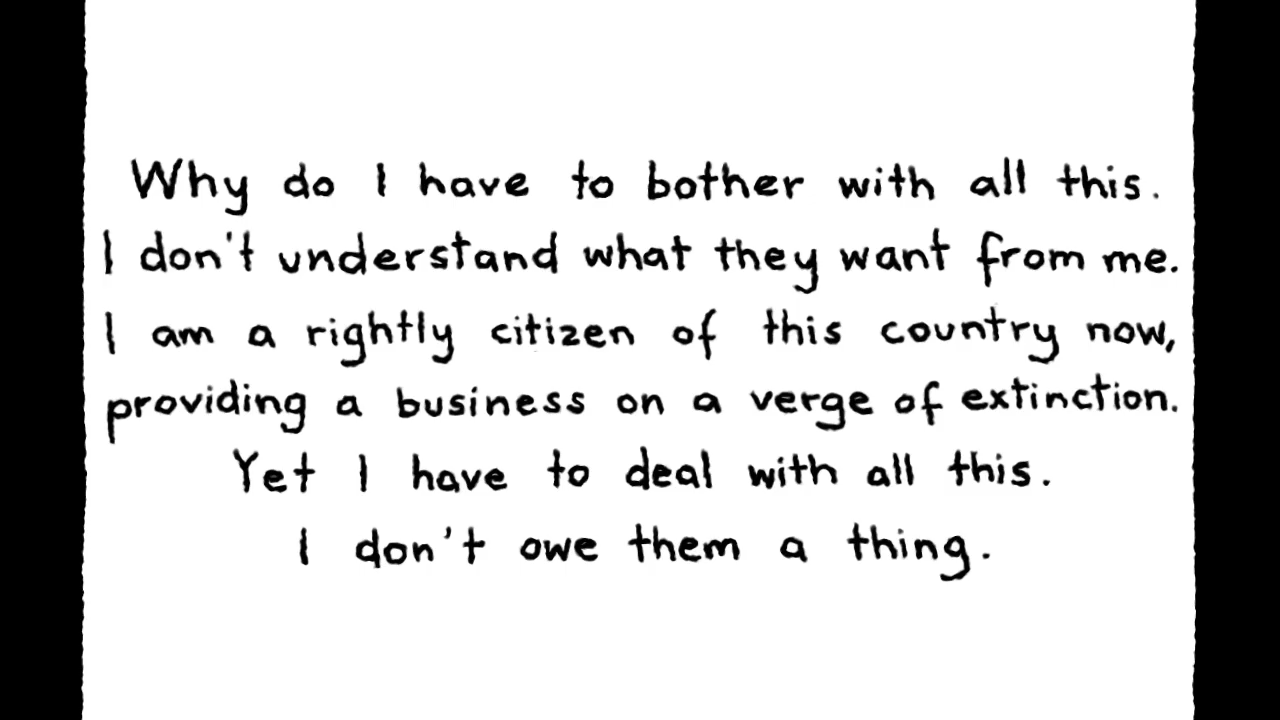 Why do I have to bother with all this.
I don't understand what they want from me.
I am a rightly citizen of this country now,
providing a business on a verge of extinction.
Yet I have to deal with all this.
I don't owe them a thing.